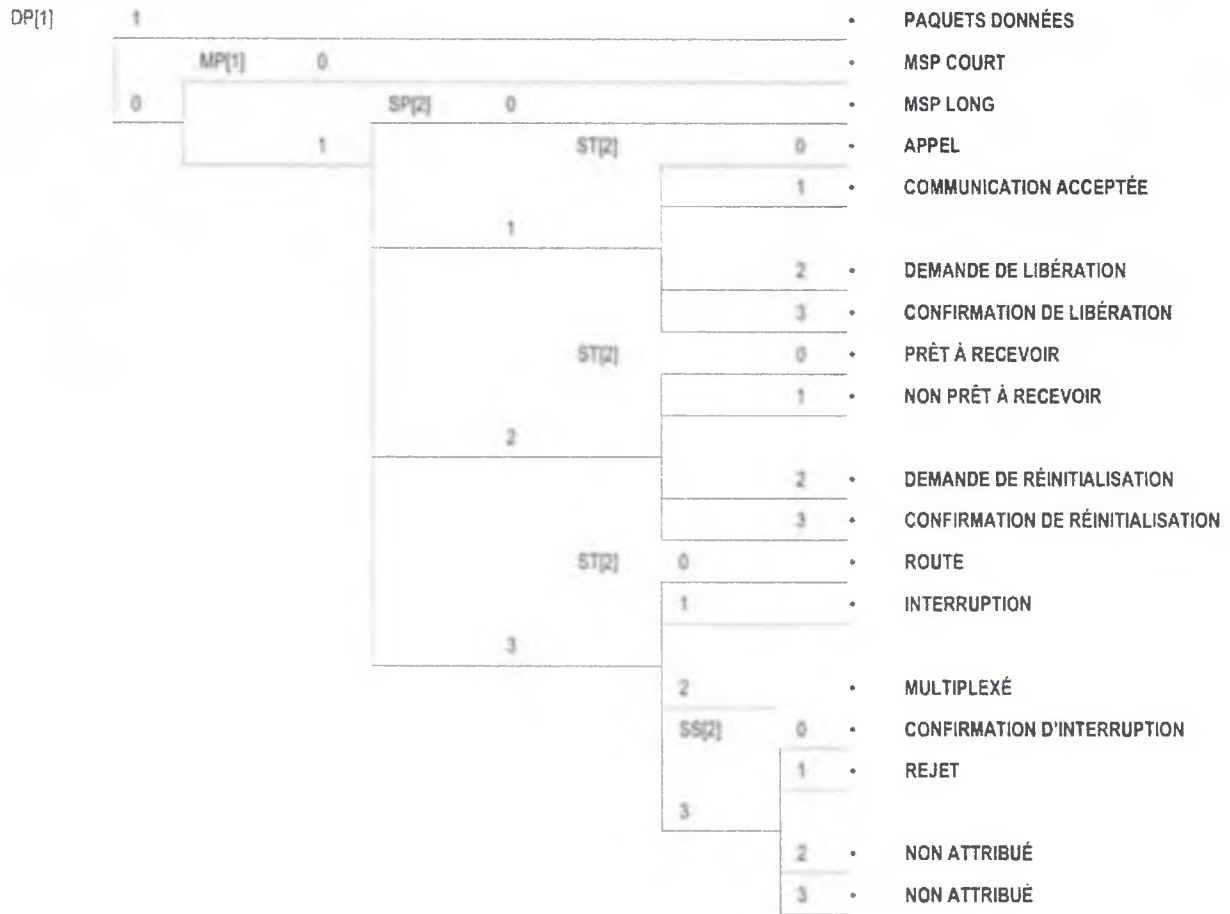 DP[1] 1 • PAQUETS DONNÉES
MP[1] 0 • MSP COURT
0 SP[2] 0 • MSP LONG
1 ST[2] 0 • APPEL
1 • COMMUNICATION ACCEPTÉE
1
2 • DEMANDE DE LIBÉRATION
3 • CONFIRMATION DE LIBÉRATION
ST[2] 0 • PRÊT À RECEVOIR
1 • NON PRÊT À RECEVOIR
2
2 • DEMANDE DE RÉINITIALISATION
3 • CONFIRMATION DE RÉINITIALISATION
ST[2] 0 • ROUTE
1 • INTERRUPTION
3
2 • MULTIPLEXÉ
SS[2] 0 • CONFIRMATION D'INTERRUPTION
1 • REJET
3
2 • NON ATTRIBUÉ
3 • NON ATTRIBUÉ